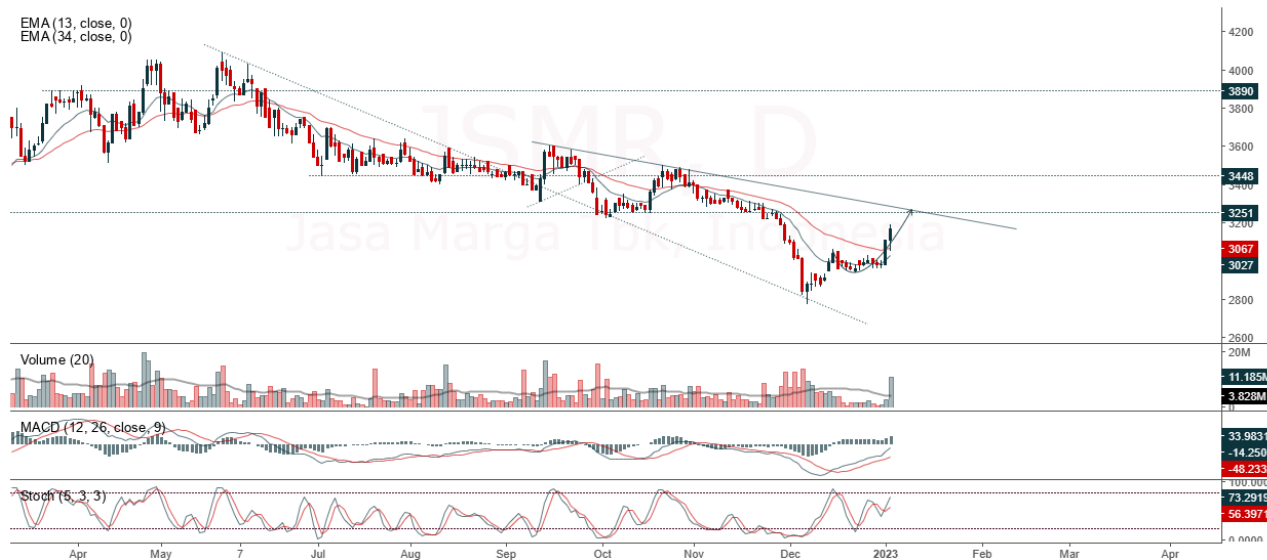 EMA (13, close, 0)
EMA (34, close, 0)
JSMR, D
Jasa Marga Tbk, Indonesia
4200
4000
3890
3800
3600
3448
3400
3251
3200
3067
3027
2800
2600
Volume (20)
20M
11.185M
3.828M
0
MACD (12, 26, close, 9)
33.9831
-14.250
-48.233
Stoch (5, 3, 3)
100.000
73.2919
56.3971
0.0000
Apr
May
7
Jul
Aug
Sep
Oct
Nov
Dec
2023
Feb
Mar
Apr